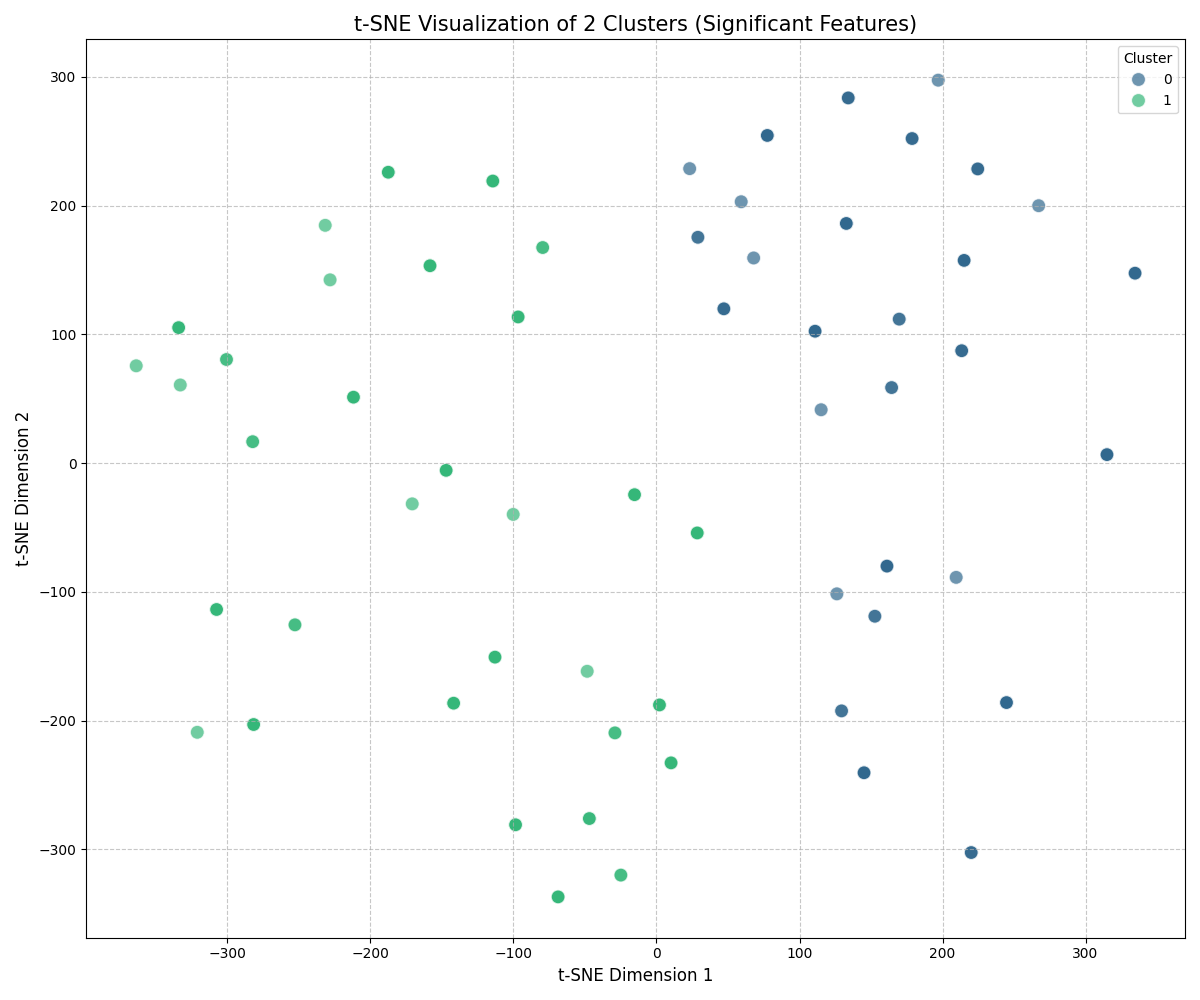 t-SNE Visualization of 2 Clusters (Significant Features)
Cluster
0
1
300
200
100
0
−100
−200
−300
t-SNE Dimension 2
−300 −200 −100 0 100 200 300
t-SNE Dimension 1